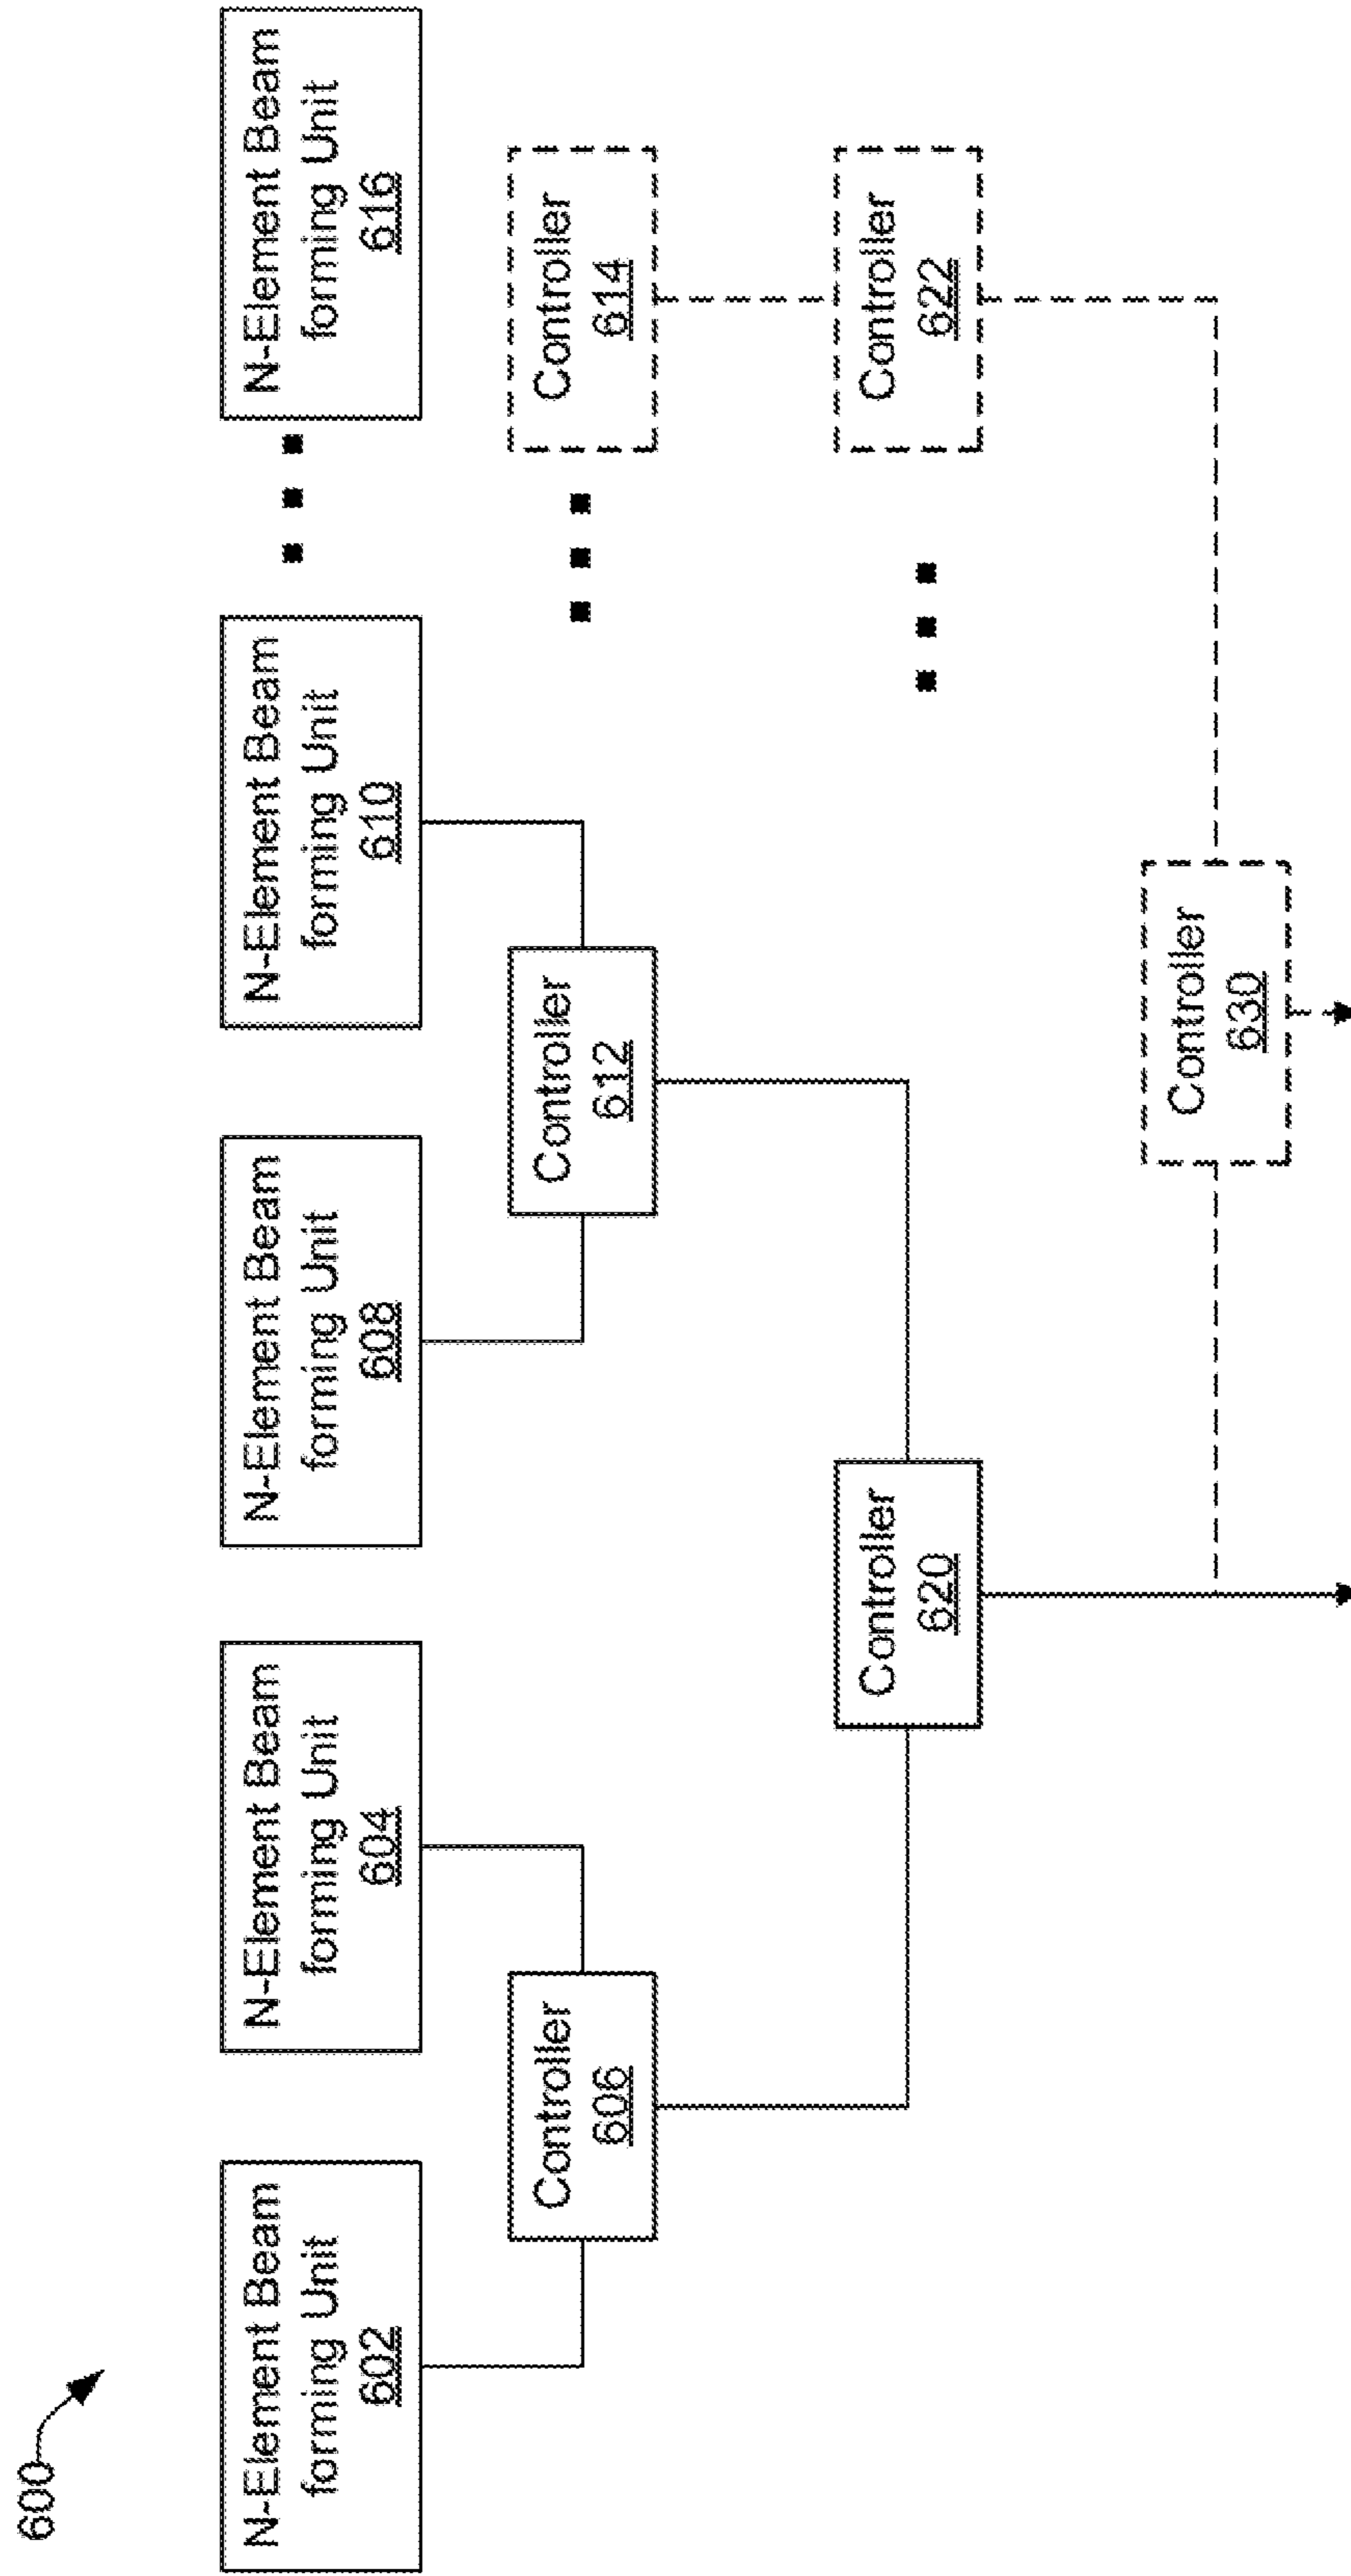 600
N-Element Beam
forming Unit
602
N-Element Beam
forming Unit
604
N-Element Beam
forming Unit
608
N-Element Beam
forming Unit
610
N-Element Beam
forming Unit
616
Controller
606
Controller
612
Controller
614
Controller
620
Controller
622
Controller
630